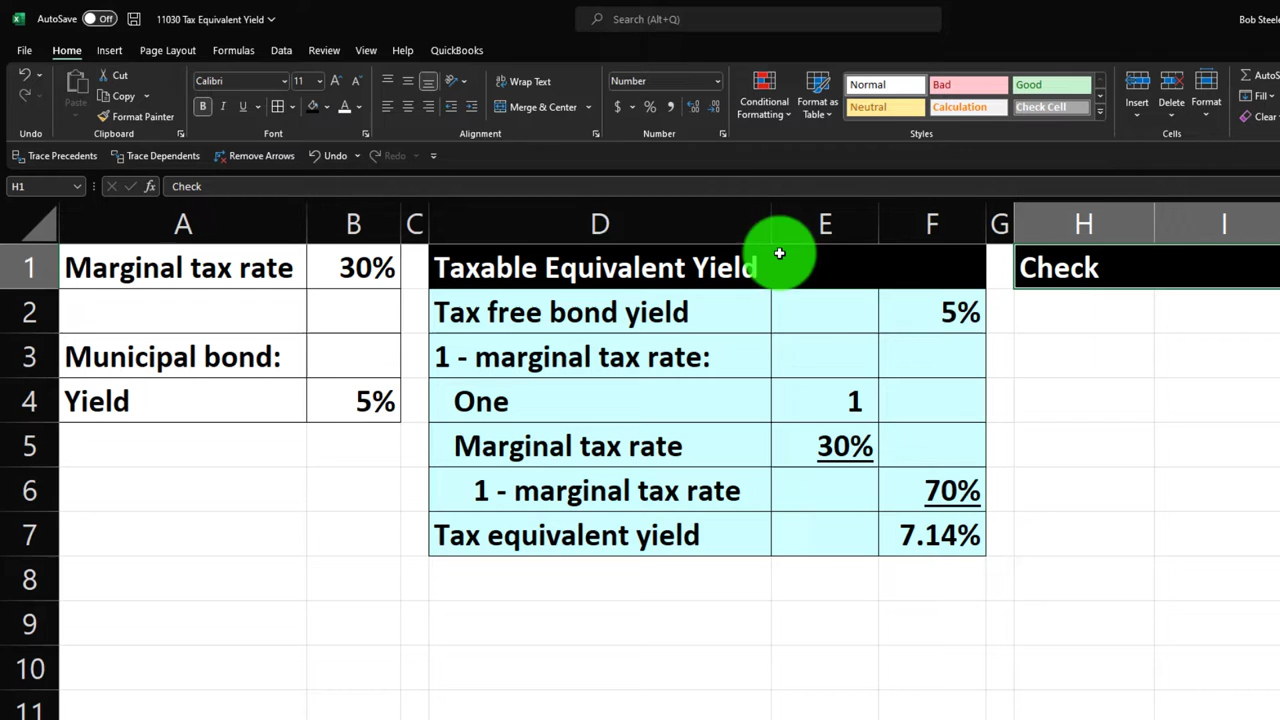 AutoSave Off 11030 Tax Equivalent Yield Search (Alt+Q) Bob Steele
File Home Insert Page Layout Formulas Data Review View Help QuickBooks
Paste Cut Calibri 11 Wrap Text Number Conditional Formatting Format as Table Normal Bad Good Insert Delete Format AutoS
Copy B I U Merge & Center $ % Neutral Calculation Check Cell Fill
Format Painter Clear
Undo Clipboard Font Alignment Number Styles Cells
Trace Precedents Trace Dependents Remove Arrows Undo Redo
H1 fx Check
A B C D E F G H I
1 Marginal tax rate 30% Taxable Equivalent Yield Check
2 Tax free bond yield 5%
3 Municipal bond: 1 - marginal tax rate:
4 Yield 5% One 1
5 Marginal tax rate 30%
6 1 - marginal tax rate 70%
7 Tax equivalent yield 7.14%
8
9
10
11